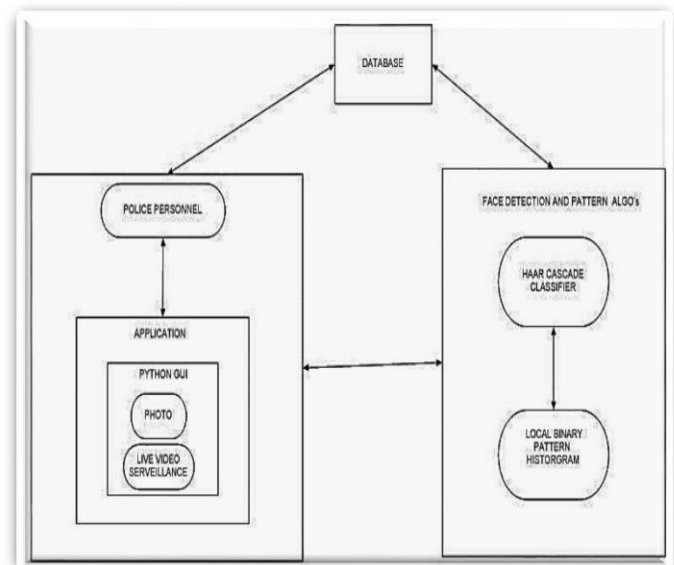 DATABASE
POLICE PERSONNEL
APPLICATION
PYTHON GUI
PHOTO
LIVE VIDEO
SERVEILLANCE
FACE DETECTION AND PATTERN ALGO's
HAAR CASCADE
CLASSIFIER
LOCAL BINARY
PATTERN
HISTORGRAM